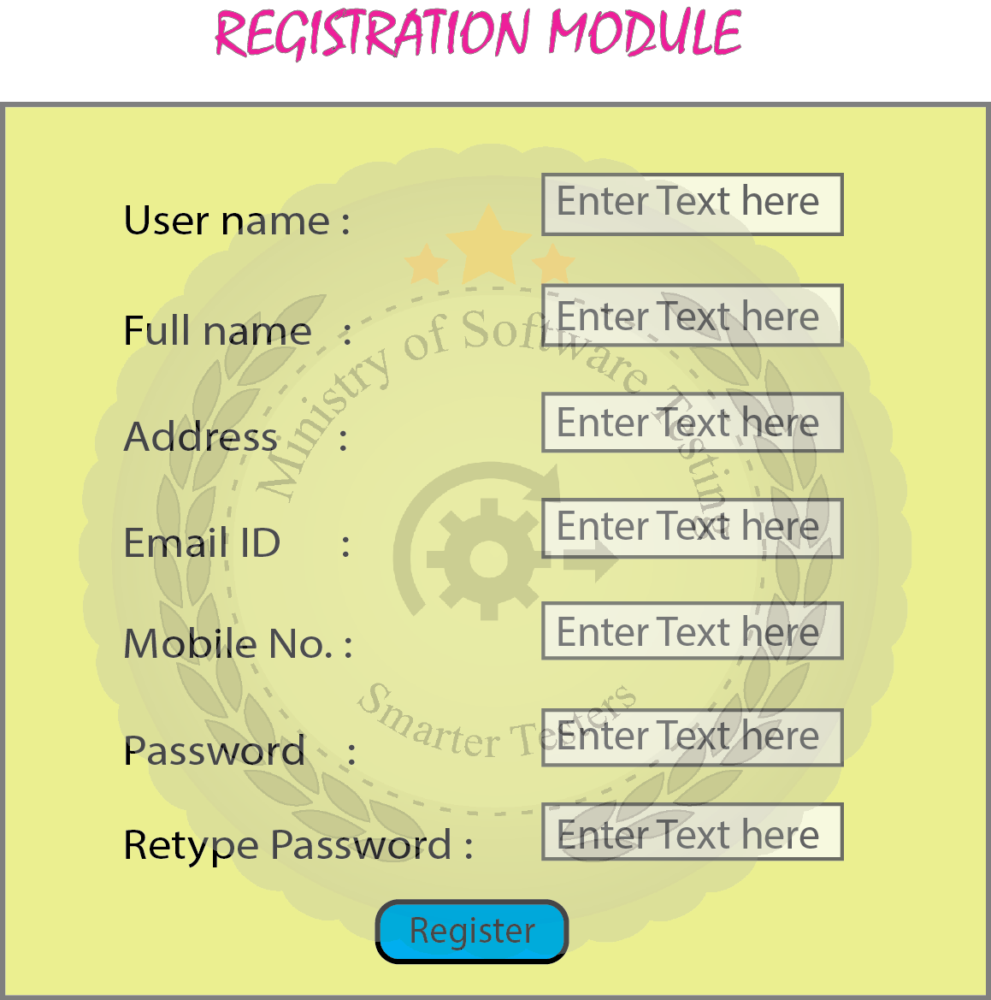 REGISTRATION MODULE
User name : Enter Text here
Full name : Enter Text here
Ministry of Software Testing
Address : Enter Text here
Email ID : Enter Text here
Mobile No. : Enter Text here
Smarter Testers
Password : Enter Text here
Retype Password : Enter Text here
Register